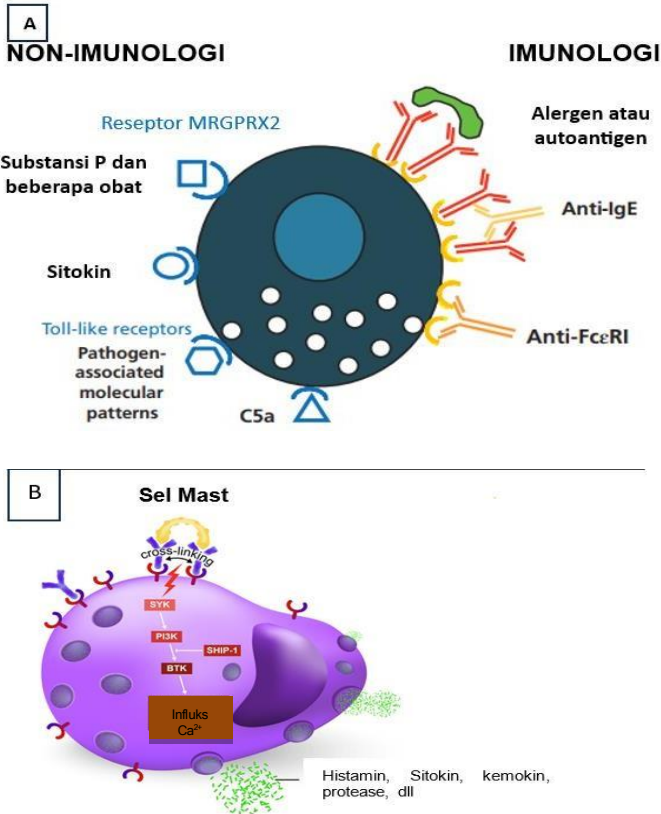 A
NON-IMUNOLOGI
IMUNOLOGI
Reseptor MRGPRX2
Alergen atau
autoantigen
Substansi P dan
beberapa obat
Anti-IgE
Sitokin
Toll-like receptors
Anti-FcεRI
Pathogen-
associated
molecular
patterns
C5a
B
Sel Mast
cross-linking
SYK
PI3K
SHIP-1
BTK
Influks
Ca²⁺
Histamin, Sitokin, kemokin,
protease, dll